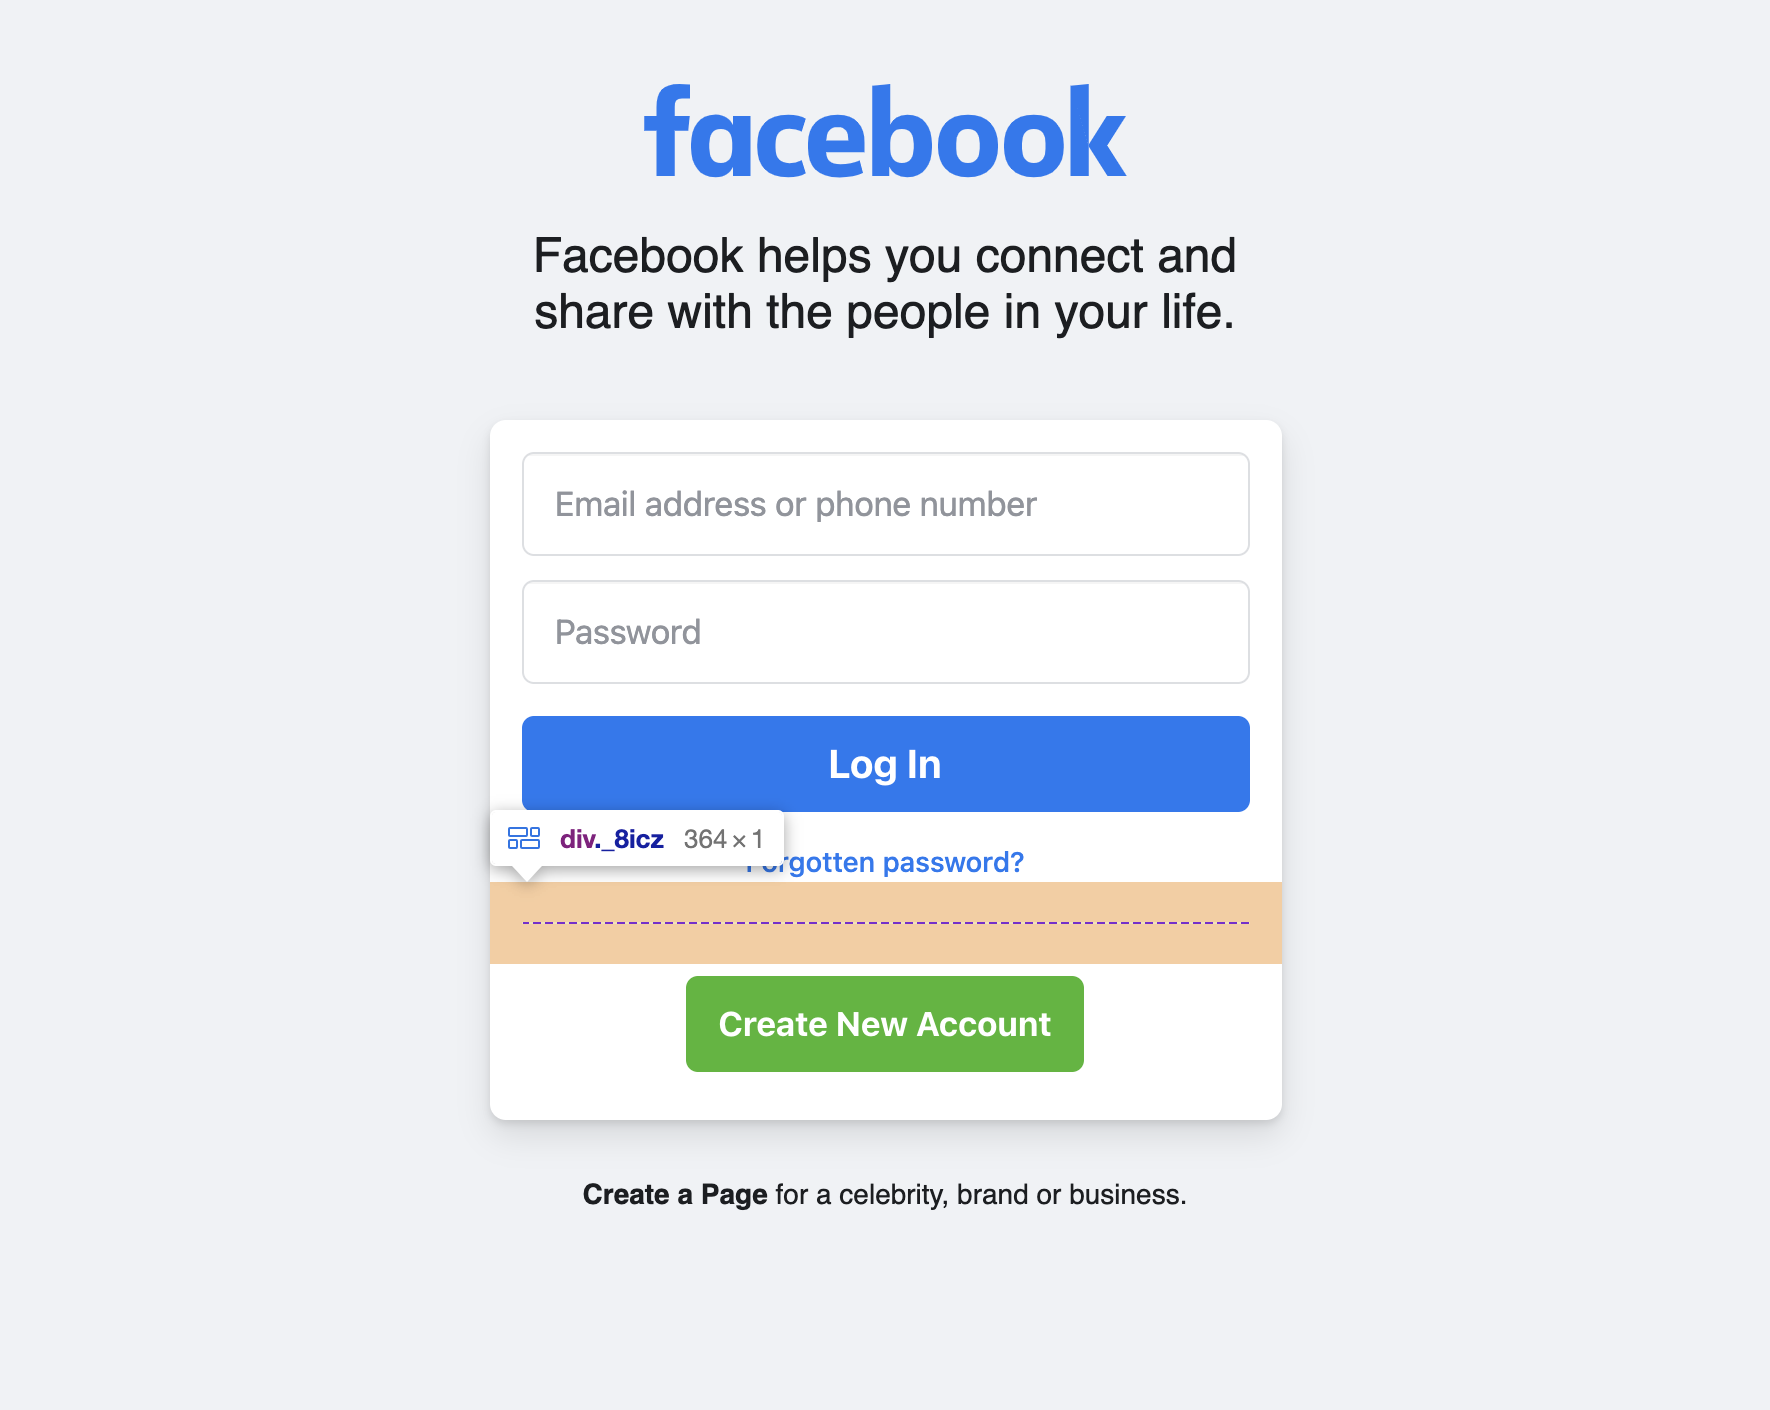 facebook
Facebook helps you connect and
share with the people in your life.
Email address or phone number
Password
Log In
div._8icz 364 × 1
Forgotten password?
Create New Account
Create a Page for a celebrity, brand or business.